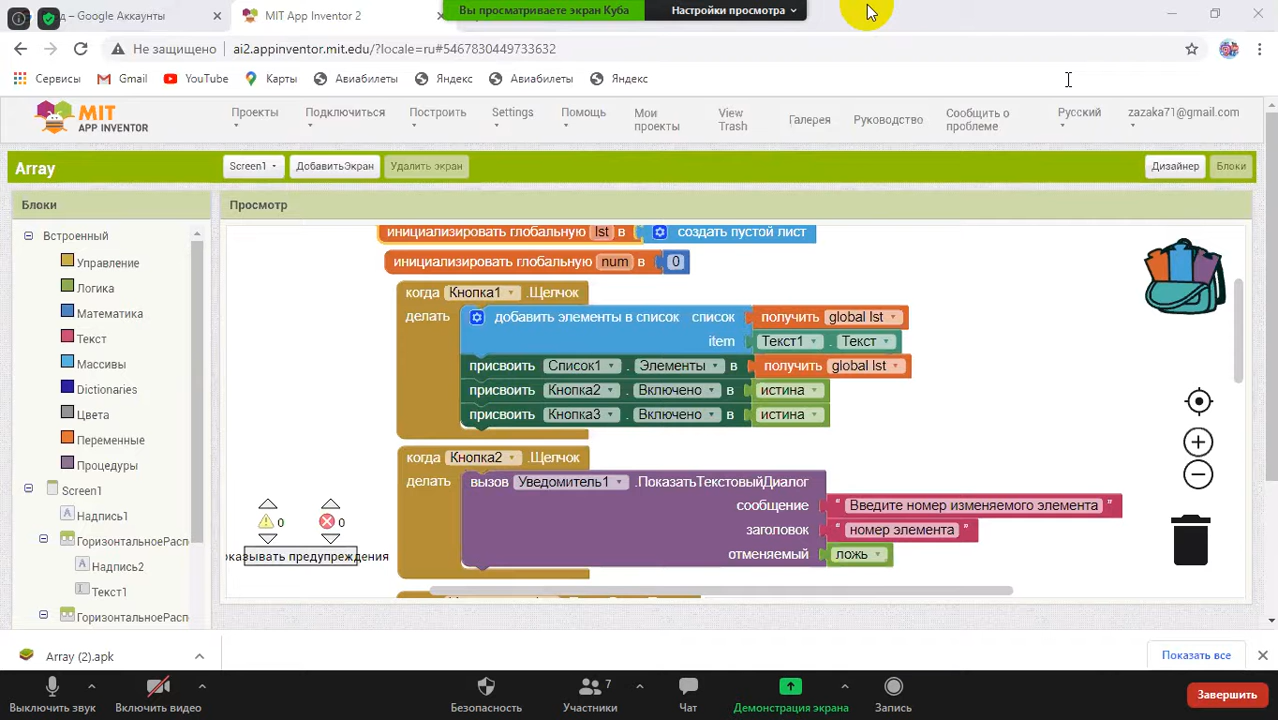 д – Google Аккаунты
MIT App Inventor 2
Вы просматриваете экран Куба
Настройки просмотра
Не защищено
ai2.appinventor.mit.edu/?locale=ru#5467830449733632
Сервисы
Gmail
YouTube
Карты
Авиабилеты
Яндекс
Авиабилеты
Яндекс
MIT
APP INVENTOR
Проекты
Подключиться
Построить
Settings
Помощь
Мои проекты
View Trash
Галерея
Руководство
Сообщить о проблеме
Русский
zazaka71@gmail.com
Array
Screen1
ДобавитьЭкран
Удалить экран
Дизайнер
Блоки
Блоки
Просмотр
Встроенный
Управление
Логика
Математика
Текст
Массивы
Dictionaries
Цвета
Переменные
Процедуры
Screen1
Надпись1
ГоризонтальноеРасп
Надпись2
Текст1
ГоризонтальноеРасп
инициализировать глобальную lst в создать пустой лист
инициализировать глобальную num в 0
когда Кнопка1 .Щелчок
делать добавить элементы в список список получить global lst
item Текст1 . Текст
присвоить Список1 . Элементы в получить global lst
присвоить Кнопка2 . Включено в истина
присвоить Кнопка3 . Включено в истина
когда Кнопка2 .Щелчок
делать вызов Уведомитель1 .ПоказатьТекстовыйДиалог
сообщение " Введите номер изменяемого элемента "
заголовок " номер элемента "
отменяемый ложь
0 0
оказывать предупреждения
Array (2).apk
Показать все
Выключить звук
Включить видео
Безопасность
7
Участники
Чат
Демонстрация экрана
Запись
Завершить